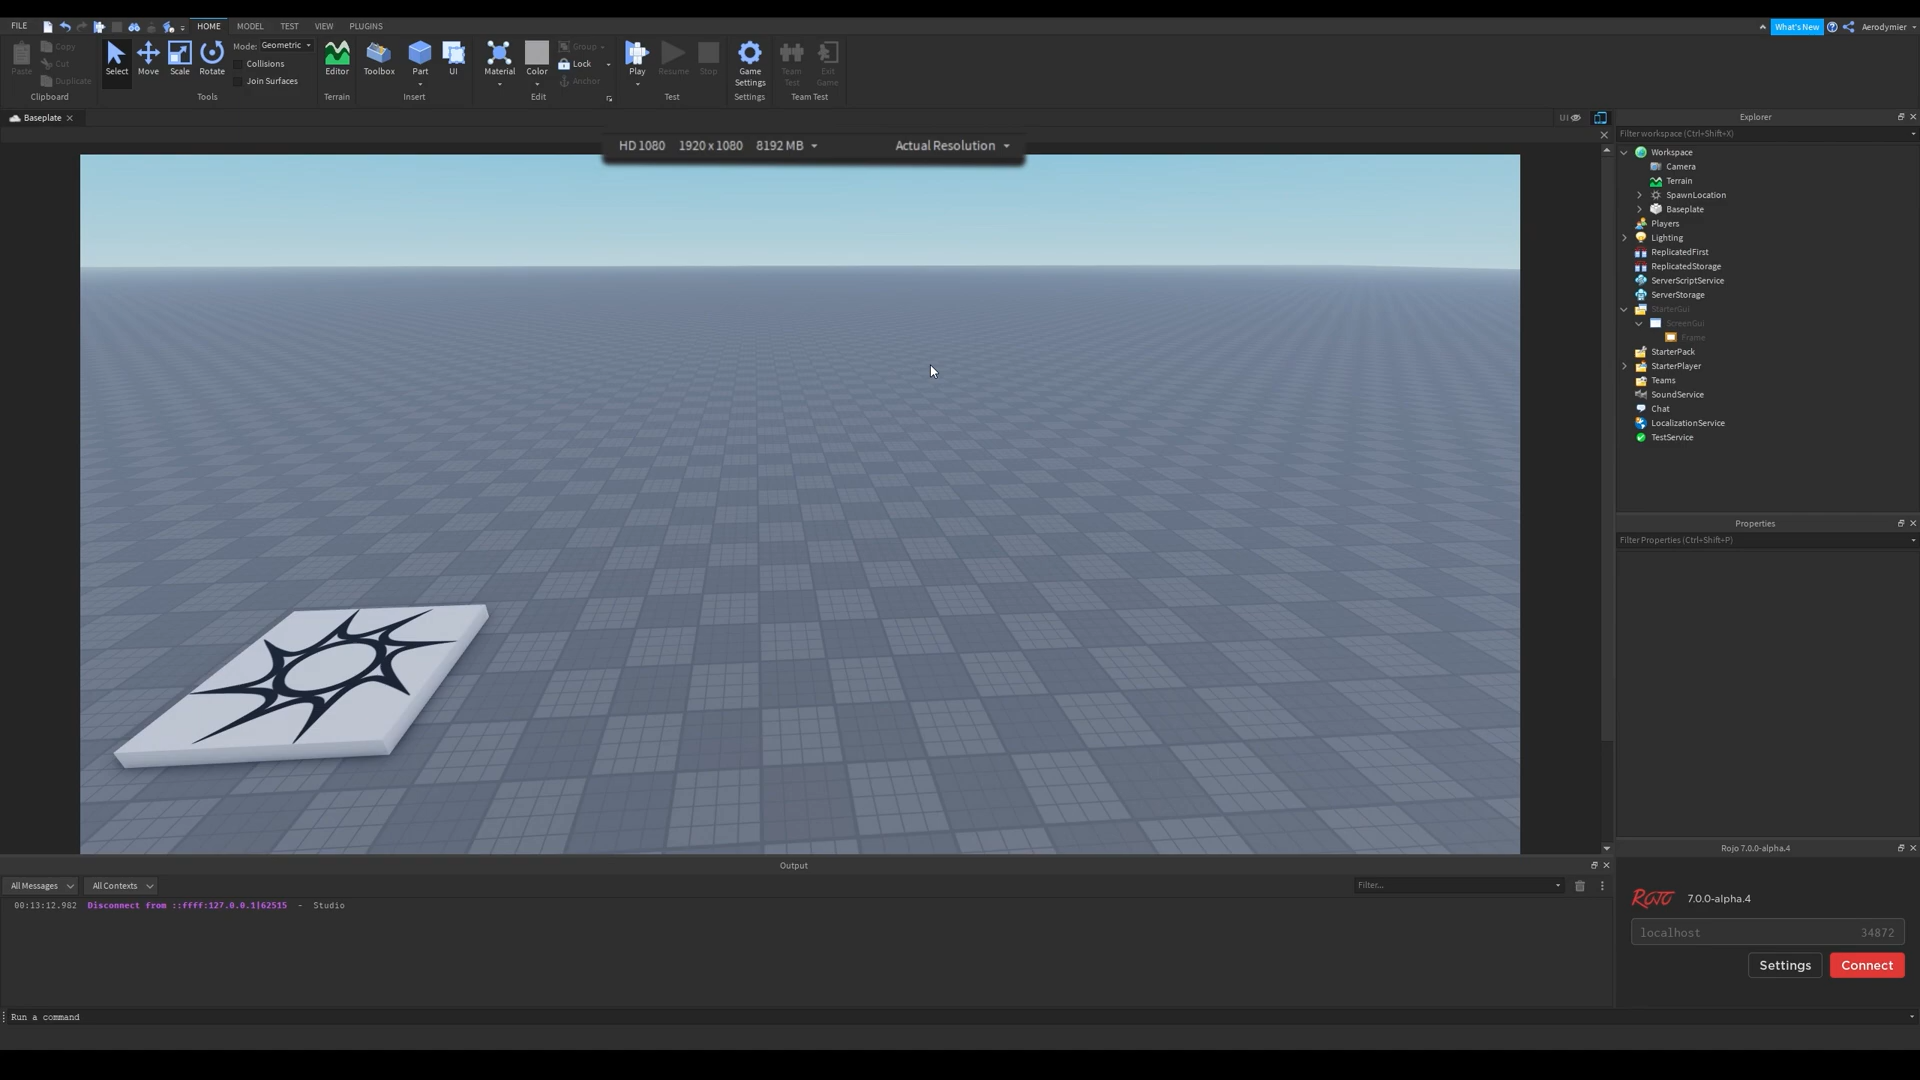 FILE
HOME
MODEL
TEST
VIEW
PLUGINS
What's New
Aerodymier
Paste
Copy
Cut
Duplicate
Clipboard
Select
Move
Scale
Rotate
Mode: Geometric
Collisions
Join Surfaces
Tools
Editor
Terrain
Toolbox
Part
UI
Insert
Material
Color
Group
Lock
Anchor
Edit
Play
Resume
Stop
Test
Game
Settings
Settings
Team
Test
Exit
Game
Team Test
Baseplate
UI
HD 1080 1920 x 1080 8192 MB
Actual Resolution
Explorer
Filter workspace (Ctrl+Shift+X)
Workspace
Camera
Terrain
SpawnLocation
Baseplate
Players
Lighting
ReplicatedFirst
ReplicatedStorage
ServerScriptService
ServerStorage
StarterGui
ScreenGui
Frame
StarterPack
StarterPlayer
Teams
SoundService
Chat
LocalizationService
TestService
Properties
Filter Properties (Ctrl+Shift+P)
Rojo 7.0.0-alpha.4
ROJO 7.0.0-alpha.4
localhost 34872
Settings
Connect
Output
All Messages
All Contexts
Filter...
00:13:12.982 Disconnect from ::ffff:127.0.0.1|62515 - Studio
Run a command